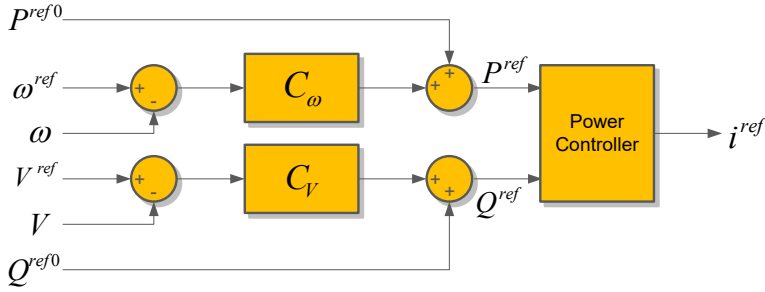 P^ref0
ω^ref
+
-
C_ω
+
+
P^ref
ω
Power
Controller
i^ref
V^ref
+
-
C_V
+
+
Q^ref
V
Q^ref0